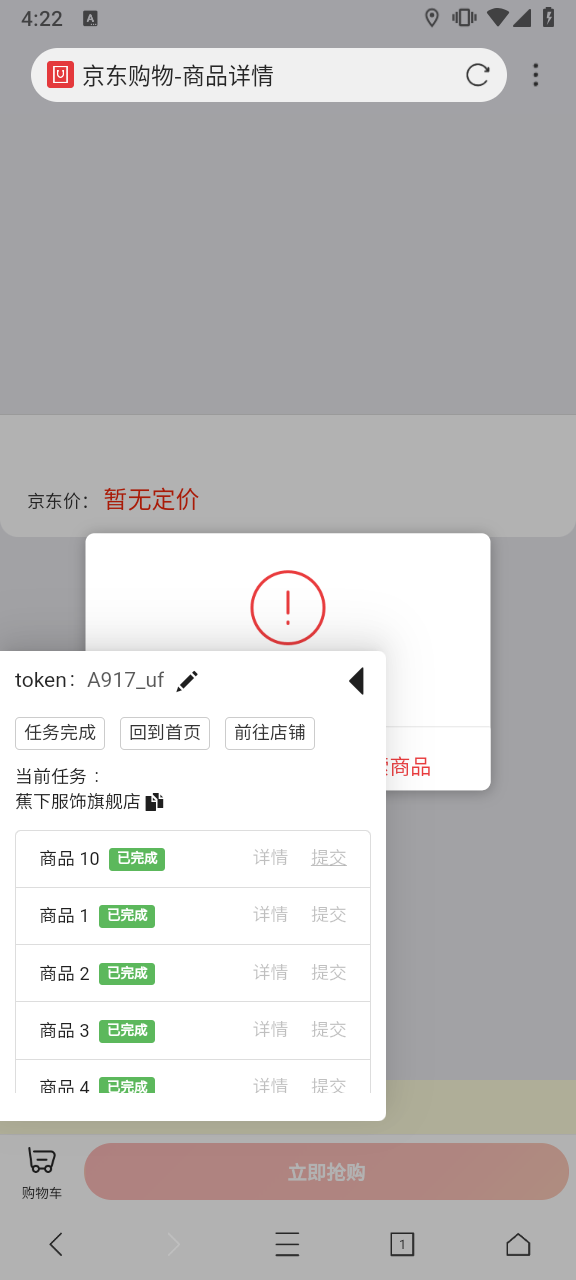 4:22
A
京东购物-商品详情
京东价： 暂无定价
token： A917_uf
任务完成 回到首页 前往店铺
商品
当前任务 ：
蕉下服饰旗舰店
商品 10 已完成 详情 提交
商品 1 已完成 详情 提交
商品 2 已完成 详情 提交
商品 3 已完成 详情 提交
商品 4 已完成 详情 提交
立即抢购
购物车
1